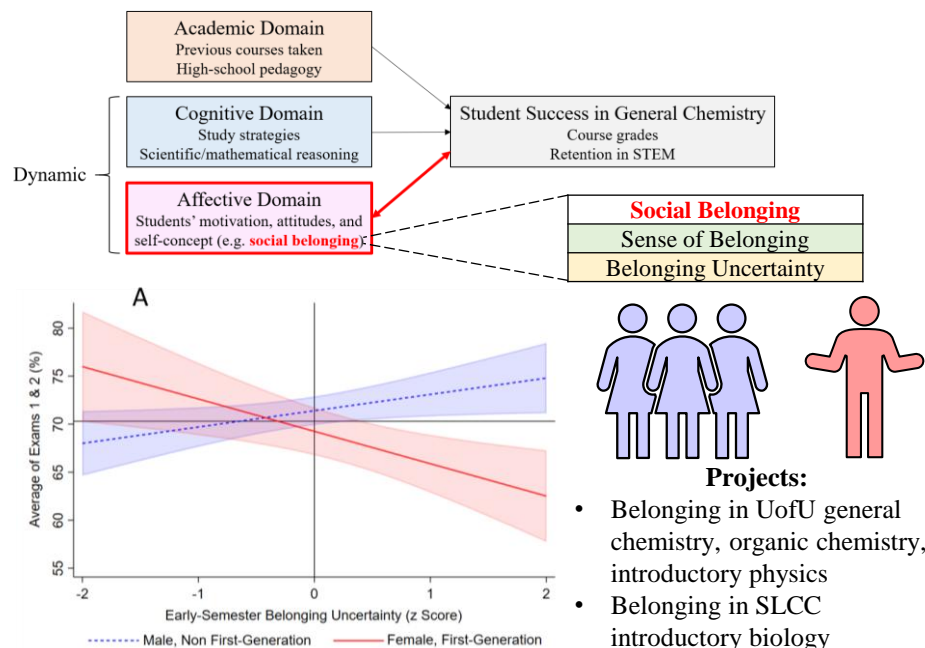 Academic Domain
Previous courses taken
High-school pedagogy
Cognitive Domain
Study strategies
Scientific/mathematical reasoning
Dynamic
Affective Domain
Students' motivation, attitudes, and
self-concept (e.g. social belonging)
Student Success in General Chemistry
Course grades
Retention in STEM
Social Belonging
Sense of Belonging
Belonging Uncertainty
A
Average of Exams 1 & 2 (%)
80
75
70
65
60
55
-2
-1
0
1
2
Early-Semester Belonging Uncertainty (z Score)
Male, Non First-Generation
Female, First-Generation
Projects:
• Belonging in UofU general
chemistry, organic chemistry,
introductory physics
• Belonging in SLCC
introductory biology